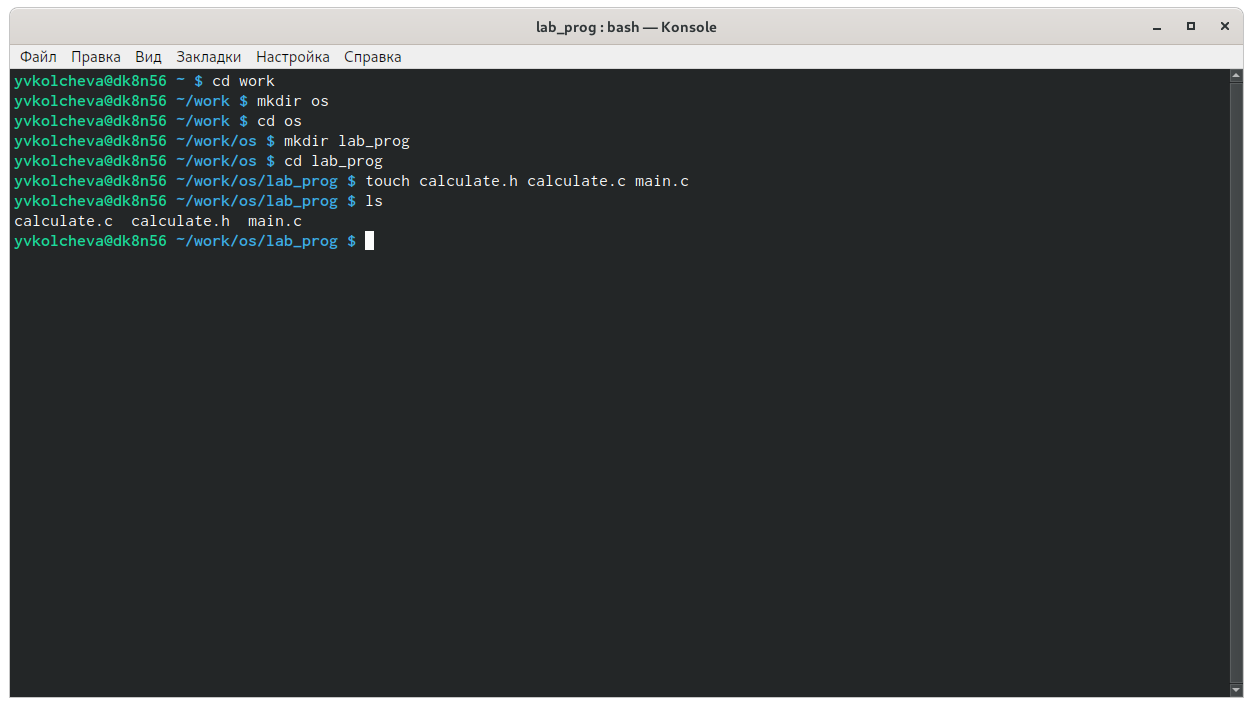 lab_prog : bash — Konsole
Файл Правка Вид Закладки Настройка Справка
yvkolcheva@dk8n56 ~ $ cd work
yvkolcheva@dk8n56 ~/work $ mkdir os
yvkolcheva@dk8n56 ~/work $ cd os
yvkolcheva@dk8n56 ~/work/os $ mkdir lab_prog
yvkolcheva@dk8n56 ~/work/os $ cd lab_prog
yvkolcheva@dk8n56 ~/work/os/lab_prog $ touch calculate.h calculate.c main.c
yvkolcheva@dk8n56 ~/work/os/lab_prog $ ls
calculate.c  calculate.h  main.c
yvkolcheva@dk8n56 ~/work/os/lab_prog $